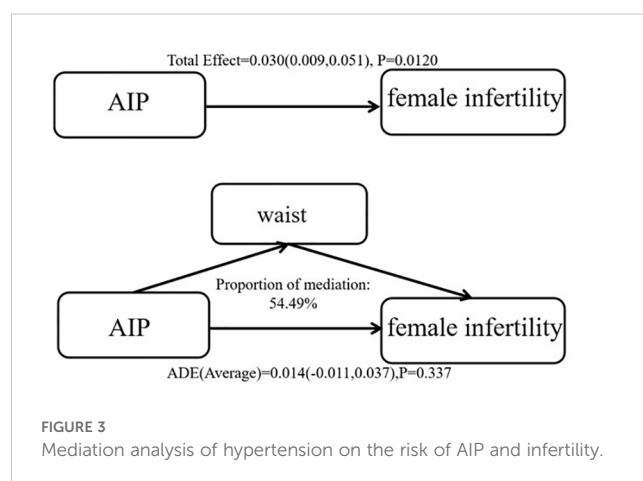 Total Effect=0.030(0.009,0.051), P=0.0120
AIP
female infertility
waist
Proportion of mediation:
54.49%
AIP
female infertility
ADE(Average)=0.014(-0.011,0.037),P=0.337
FIGURE 3
Mediation analysis of hypertension on the risk of AIP and infertility.